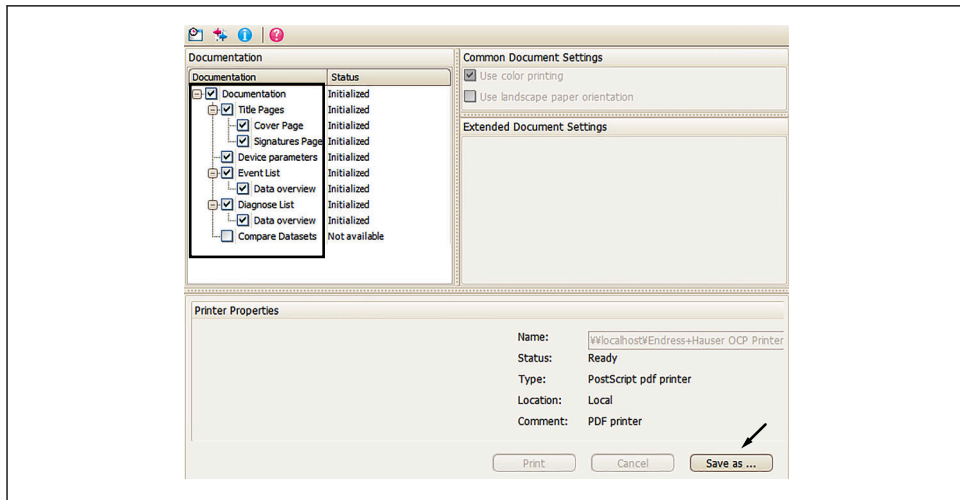 Documentation
Documentation Status
Documentation Initialized
Title Pages Initialized
Cover Page Initialized
Signatures Page Initialized
Device parameters Initialized
Event List Initialized
Data overview Initialized
Diagnose List Initialized
Data overview Initialized
Compare Datasets Not available
Common Document Settings
Use color printing
Use landscape paper orientation
Extended Document Settings
Printer Properties
Name: ¥¥localhost¥Endress+Hauser OCP Printer
Status: Ready
Type: PostScript pdf printer
Location: Local
Comment: PDF printer
Print Cancel Save as ...